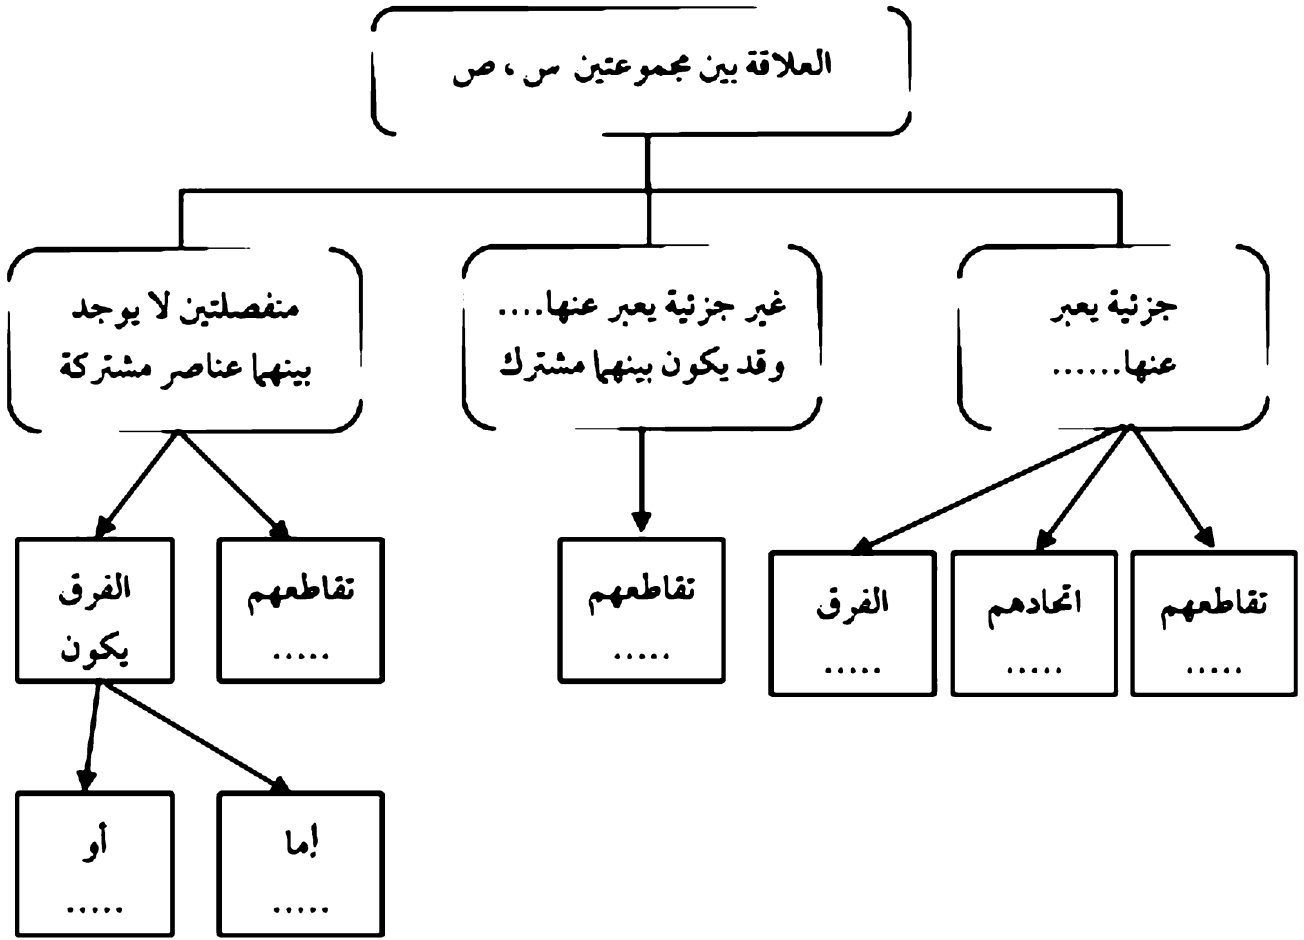 العلاقة بين مجموعتين س ، ص
جزئية يعبر
عنها......
غير جزئية يعبر عنها....
وقد يكون بينهما مشترك
منفصلتين لا يوجد
بينهما عناصر مشتركة
تقاطعهم
.....
اتحادهم
.....
الفرق
.....
تقاطعهم
.....
تقاطعهم
.....
الفرق
يكون
إما
.....
أو
.....